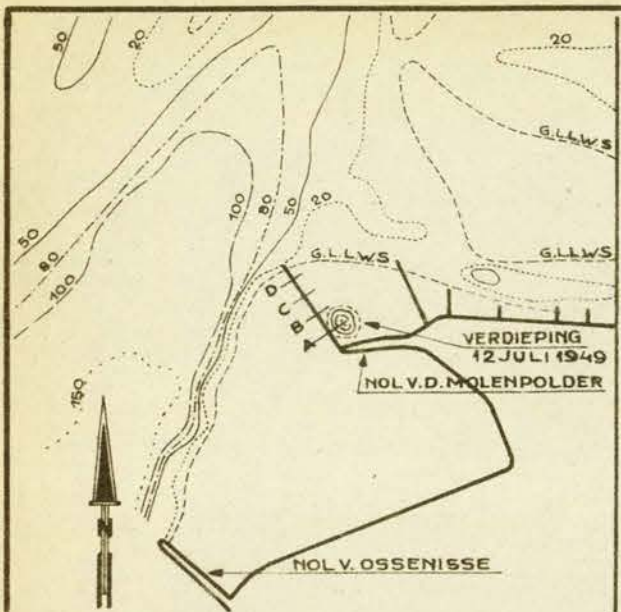 50
20
20
G.L.L.W.S
100
80
50
20
50
80
100
G.L.L.W.S
G.L.L.W.S
D
C
B
A
VERDIEPING
12 JULI 1949
NOL V.D. MOLENPOLDER
150
N
NOL V. OSSENISSE